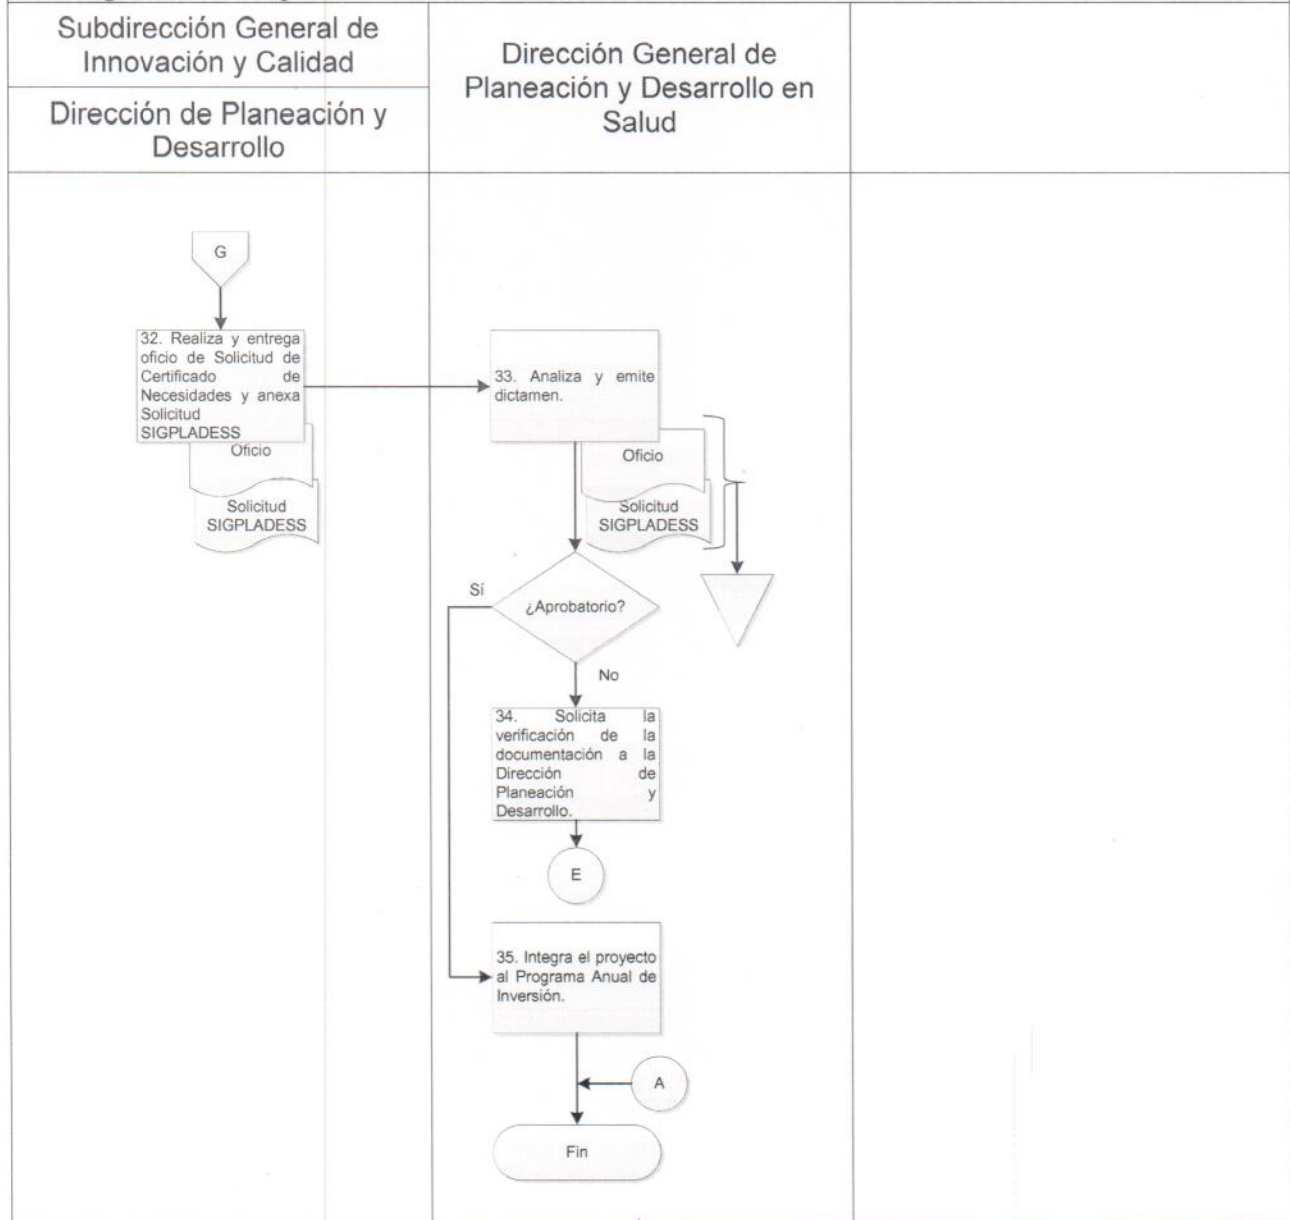 Subdirección General de
Innovación y Calidad
Dirección de Planeación y
Desarrollo
Dirección General de
Planeación y Desarrollo en
Salud
G
32. Realiza y entrega
oficio de Solicitud de
Certificado de
Necesidades y anexa
Solicitud
SIGPLADESS
Oficio
Solicitud
SIGPLADESS
33. Analiza y emite
dictamen.
Oficio
Solicitud
SIGPLADESS
Sí
¿Aprobatorio?
No
34. Solicita la
verificación de la
documentación a la
Dirección de
Planeación y
Desarrollo.
E
35. Integra el proyecto
al Programa Anual de
Inversión.
A
Fin